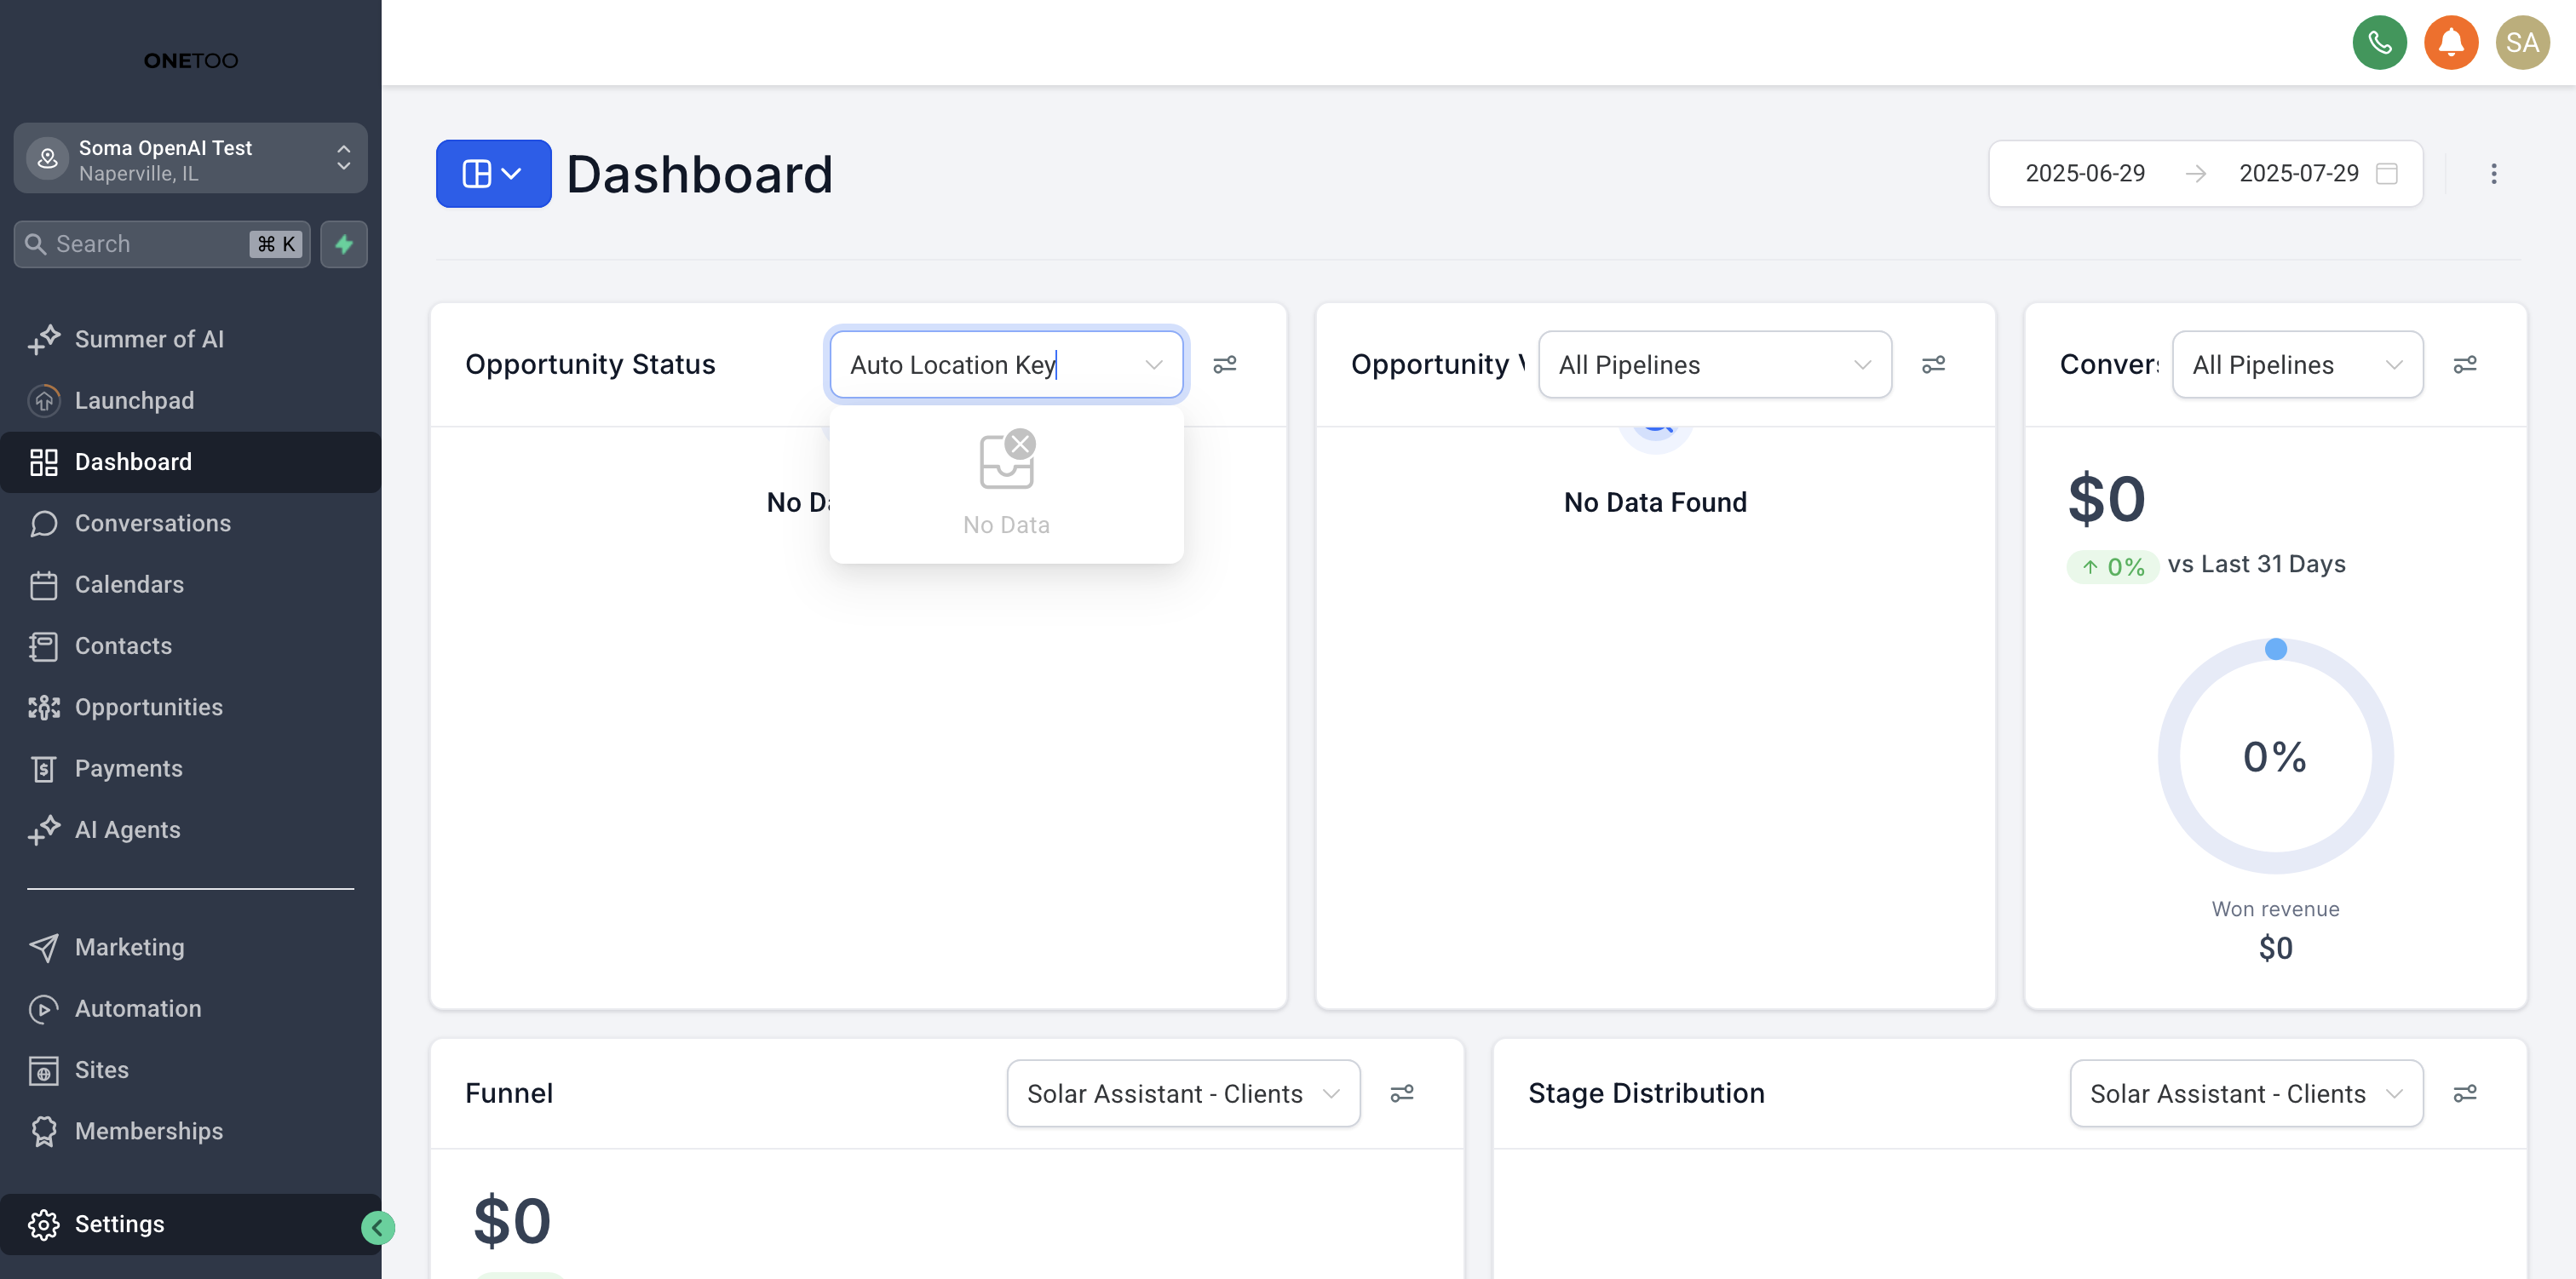 ONETOO
Soma OpenAI Test
Naperville, IL
Search
⌘ K
Summer of AI
Launchpad
Dashboard
Conversations
Calendars
Contacts
Opportunities
Payments
AI Agents
Marketing
Automation
Sites
Memberships
Settings
SA
Dashboard
2025-06-29 → 2025-07-29
Opportunity Status
Auto Location Key
No Data
Opportunity
All Pipelines
No Data Found
All Pipelines
$0
↑ 0% vs Last 31 Days
0%
Won revenue
$0
Funnel
Solar Assistant - Clients
$0
Stage Distribution
Solar Assistant - Clients